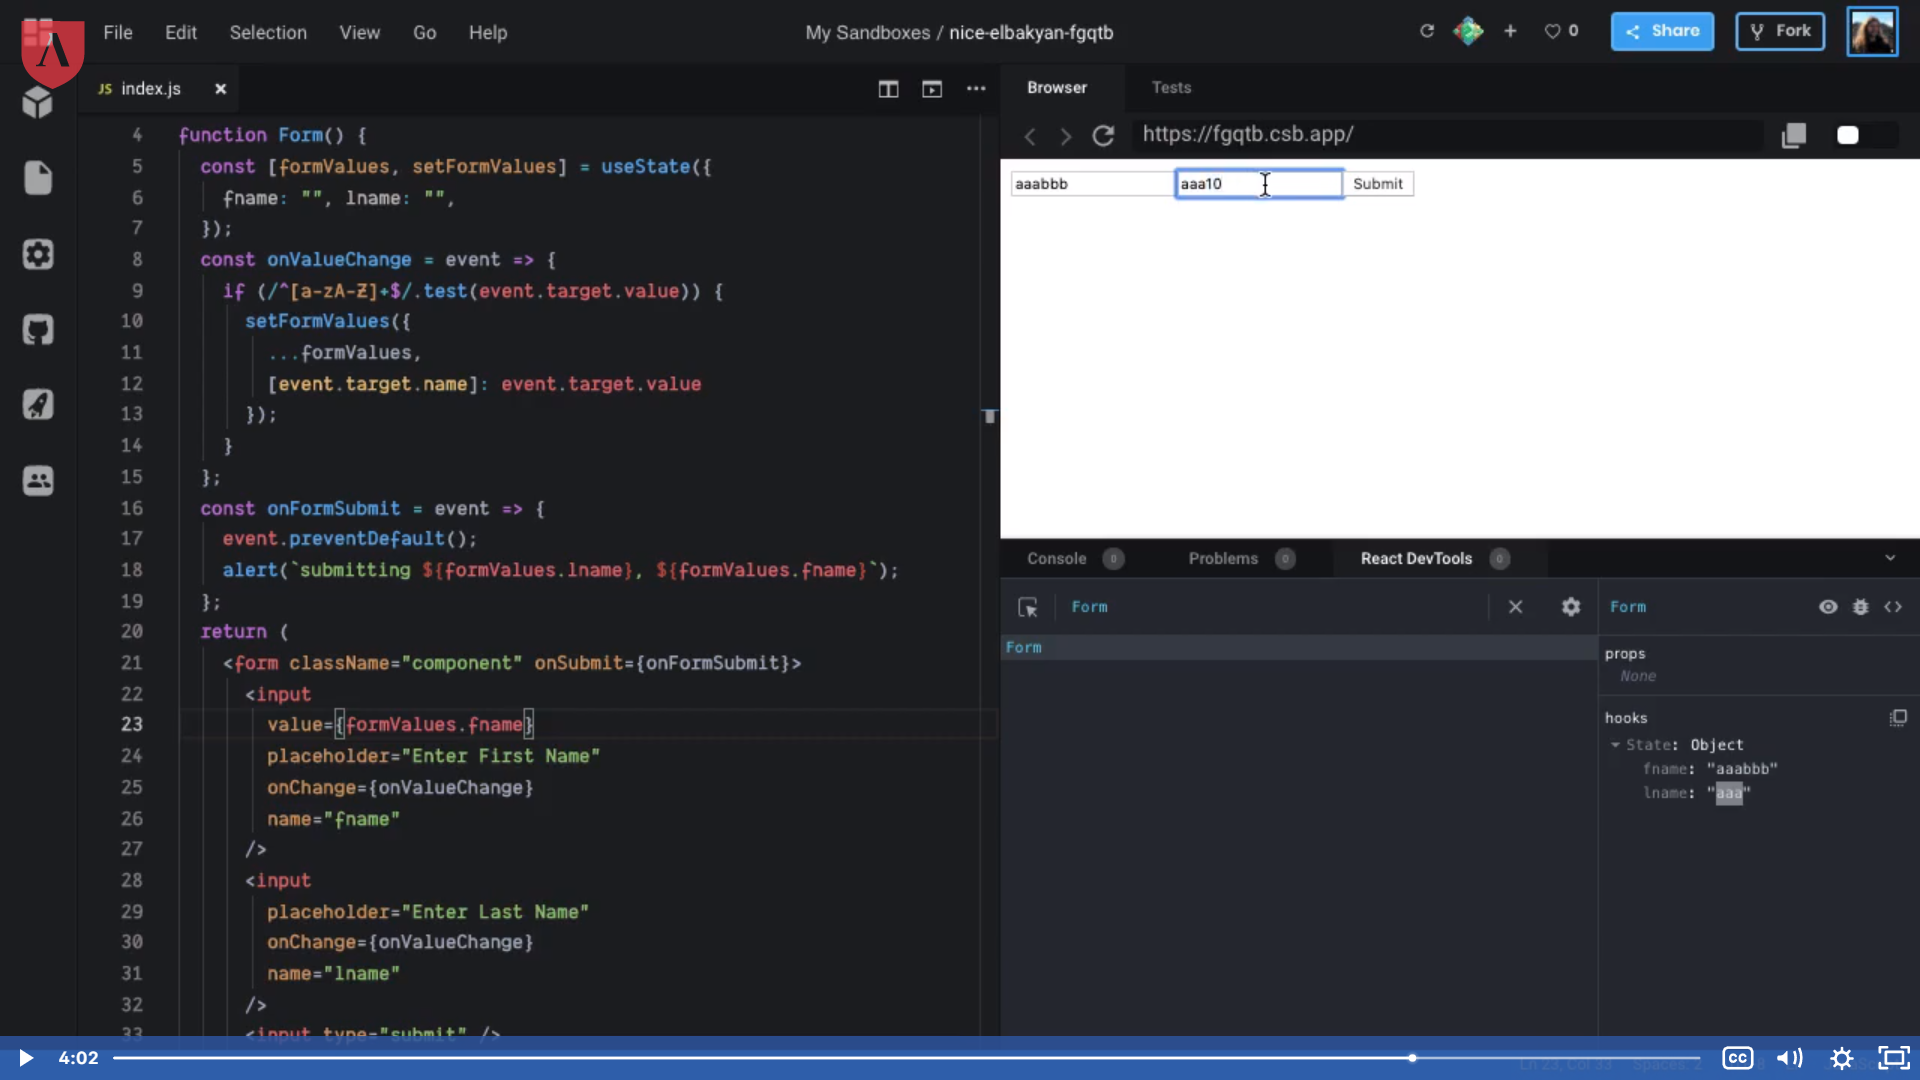 File Edit Selection View Go Help
My Sandboxes / nice-elbakyan-fgqtb
0 Share Fork
JS index.js
Browser Tests
https://fgqtb.csb.app/
4 function Form() {
5 const [formValues, setFormValues] = useState({
6 fname: "", lname: "",
7 });
8 const onValueChange = event => {
9 if (/^[a-zA-Z]+$/.test(event.target.value)) {
10 setFormValues({
11 ...formValues,
12 [event.target.name]: event.target.value
13 });
14 }
15 };
16 const onFormSubmit = event => {
17 event.preventDefault();
18 alert(`submitting ${formValues.lname}, ${formValues.fname}`);
19 };
20 return (
21 <form className="component" onSubmit={onFormSubmit}>
22 <input
23 value={formValues.fname}
24 placeholder="Enter First Name"
25 onChange={onValueChange}
26 name="fname"
27 />
28 <input
29 placeholder="Enter Last Name"
30 onChange={onValueChange}
31 name="lname"
32 />
33 <input type="submit" />
aaabbb aaa10 Submit
Console 0 Problems 0 React DevTools 0
Form
Form
Form
props
None
hooks
State: Object
fname: "aaabbb"
lname: "aaa"
4:02
CC